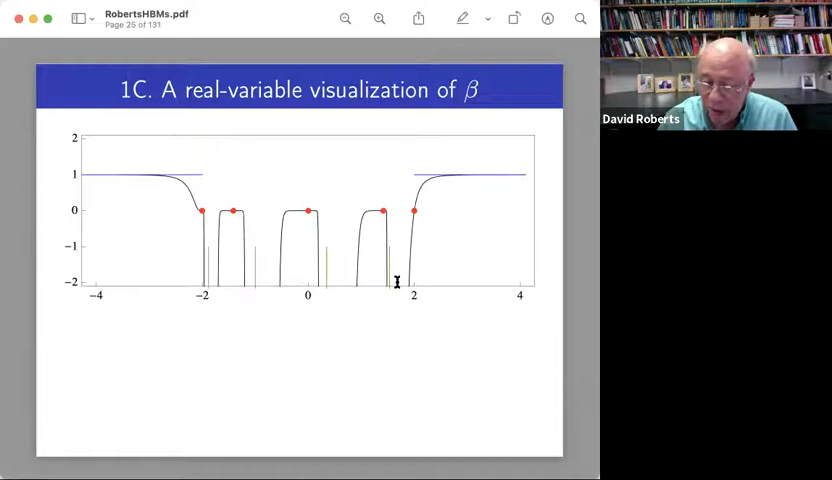 RobertsHBMs.pdf
Page 25 of 131
1C. A real-variable visualization of β
2
1
0
−1
−2
−4
−2
0
2
4
David Roberts